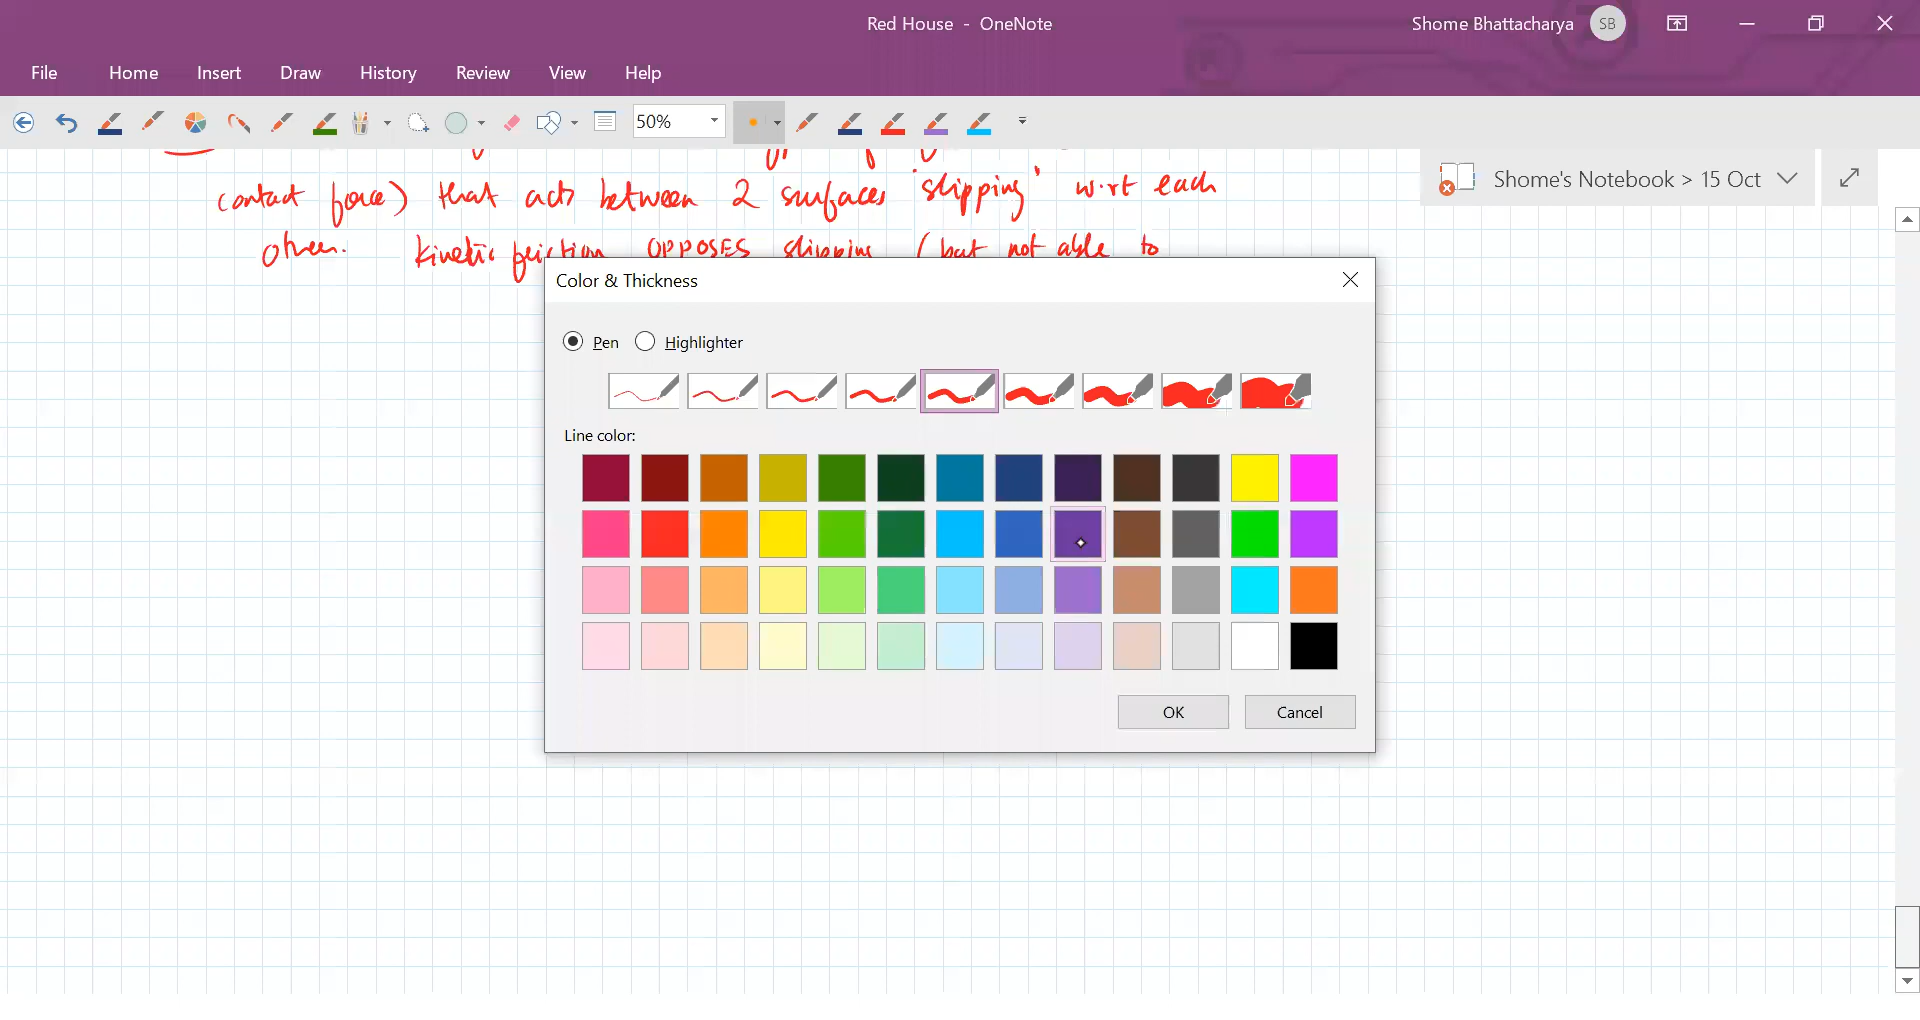 Red House - OneNote
Shome Bhattacharya SB
File Home Insert Draw History Review View Help
50%
Shome's Notebook > 15 Oct
contact force) that acts between 2 surfaces 'slipping' w.r.t each
other. kinetic friction OPPOSES slipping (but not able to
Color & Thickness
Pen Highlighter
Line color:
OK Cancel